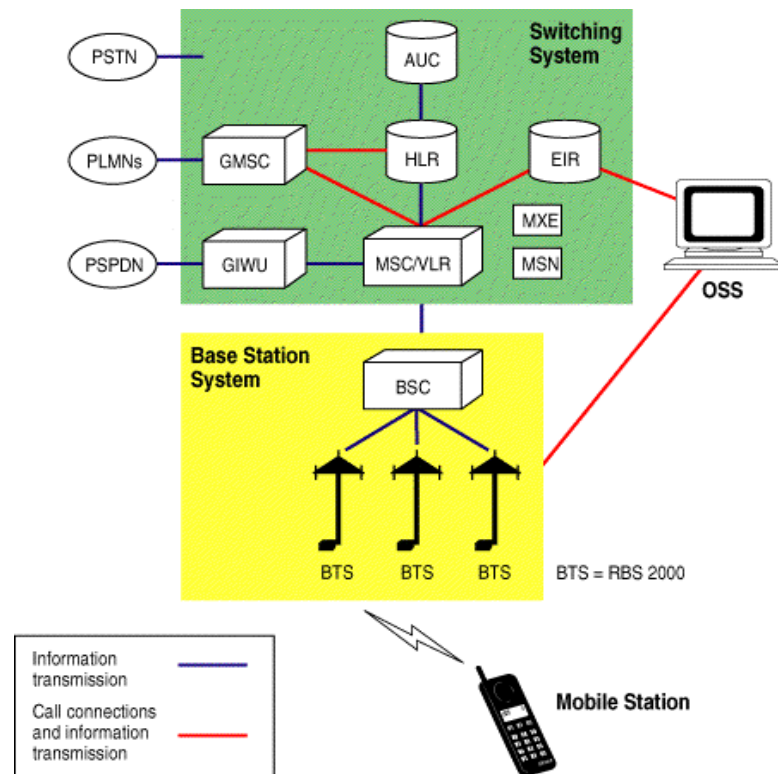 Switching
System
PSTN
AUC
PLMNs
GMSC
HLR
EIR
MXE
PSPDN
GIWU
MSC/VLR
MSN
OSS
Base Station
System
BSC
BTS
BTS
BTS
BTS = RBS 2000
Information
transmission
Call connections
and information
transmission
Mobile Station